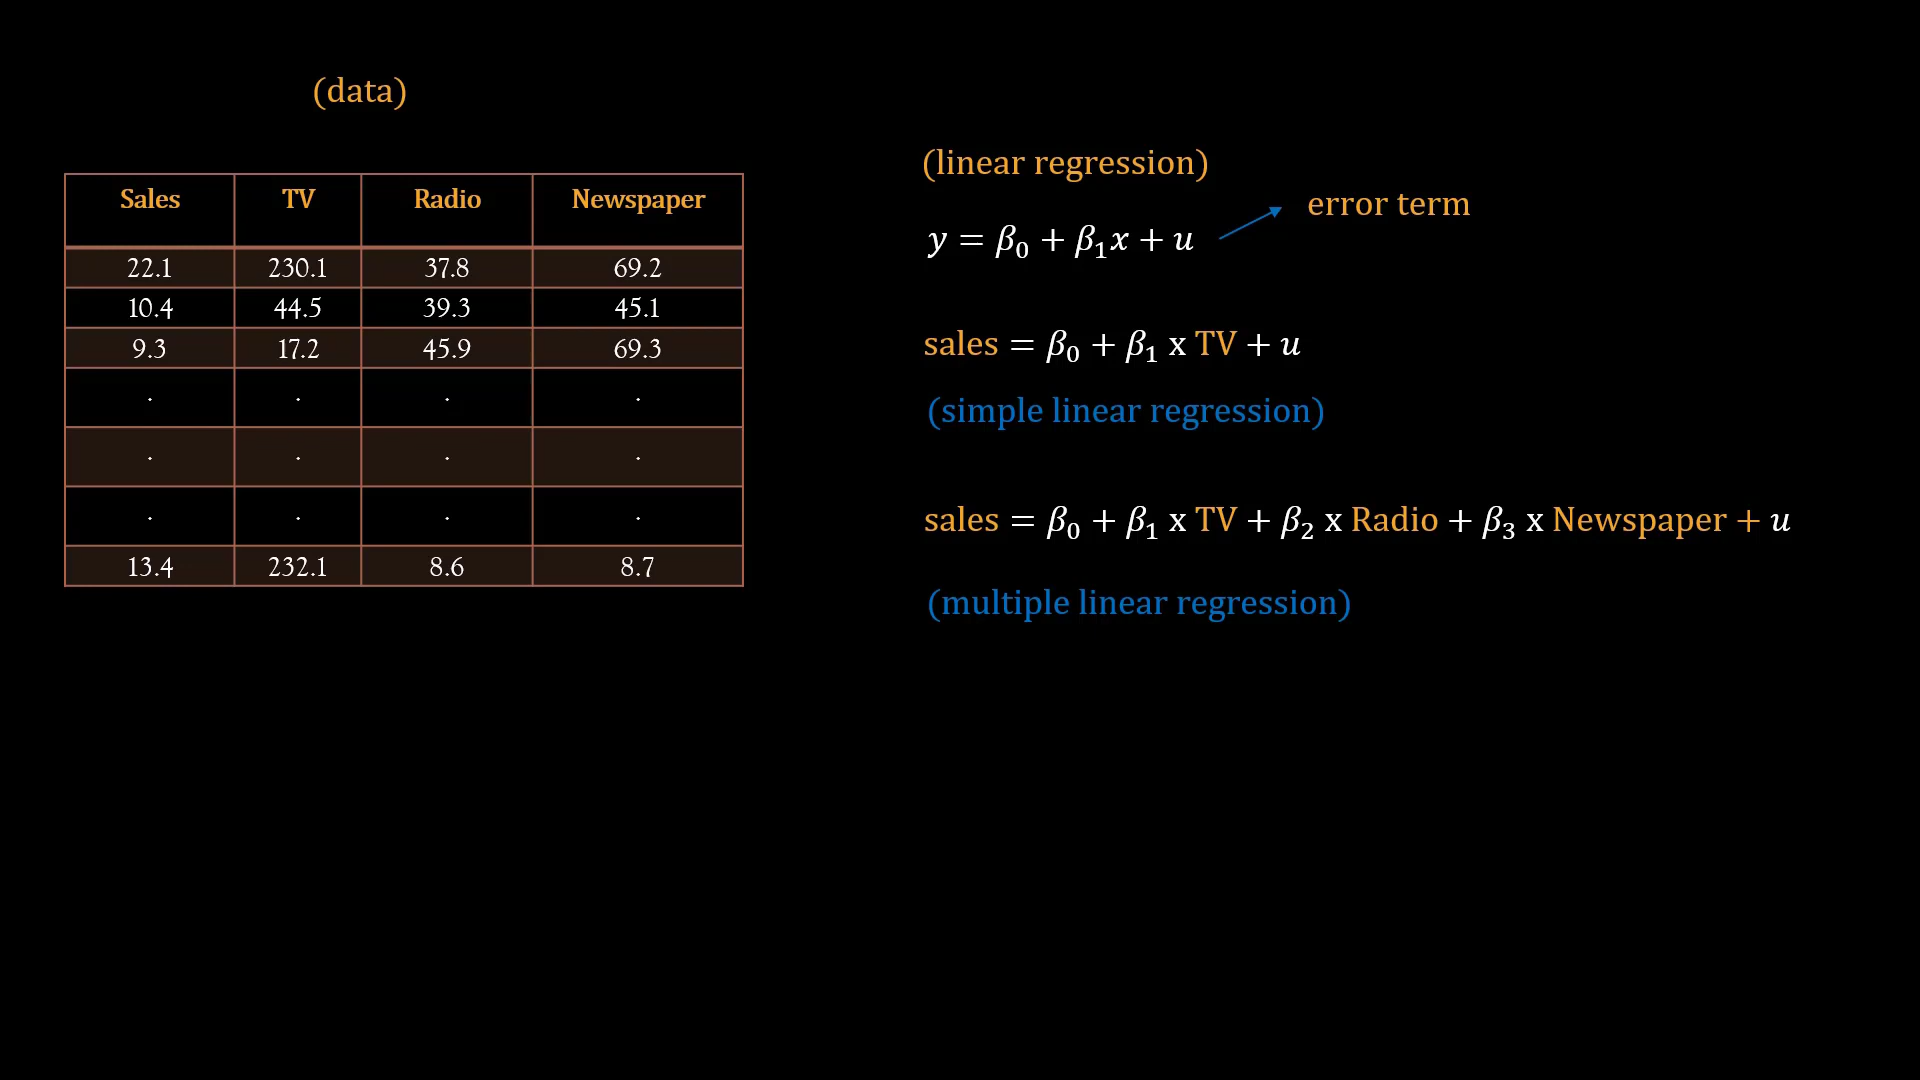 (data)
Sales TV Radio Newspaper
22.1 230.1 37.8 69.2
10.4 44.5 39.3 45.1
9.3 17.2 45.9 69.3
. . . .
. . . .
. . . .
13.4 232.1 8.6 8.7
(linear regression)
error term
y = β₀ + β₁x + u
sales = β₀ + β₁ x TV + u
(simple linear regression)
sales = β₀ + β₁ x TV + β₂ x Radio + β₃ x Newspaper + u
(multiple linear regression)